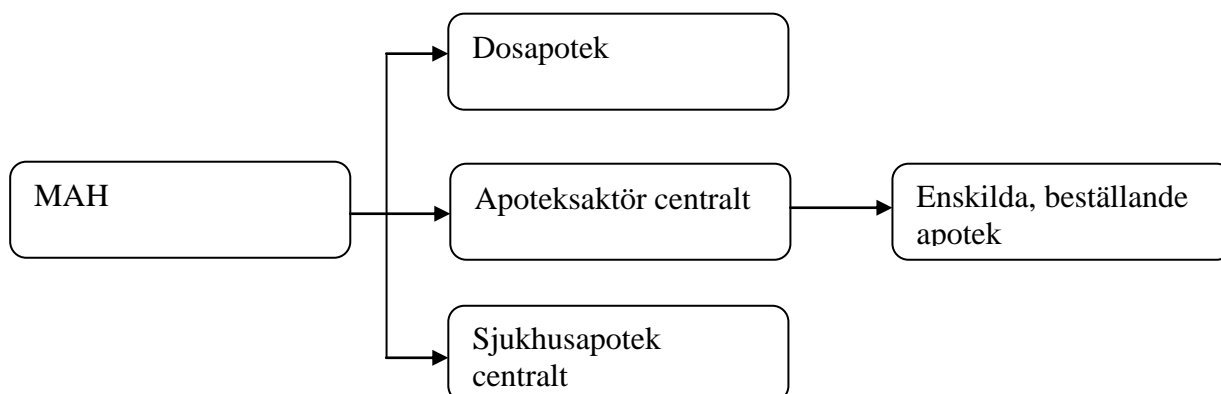 Dosapotek
MAH
Apoteksaktör centralt
Enskilda, beställande
apotek
Sjukhusapotek
centralt